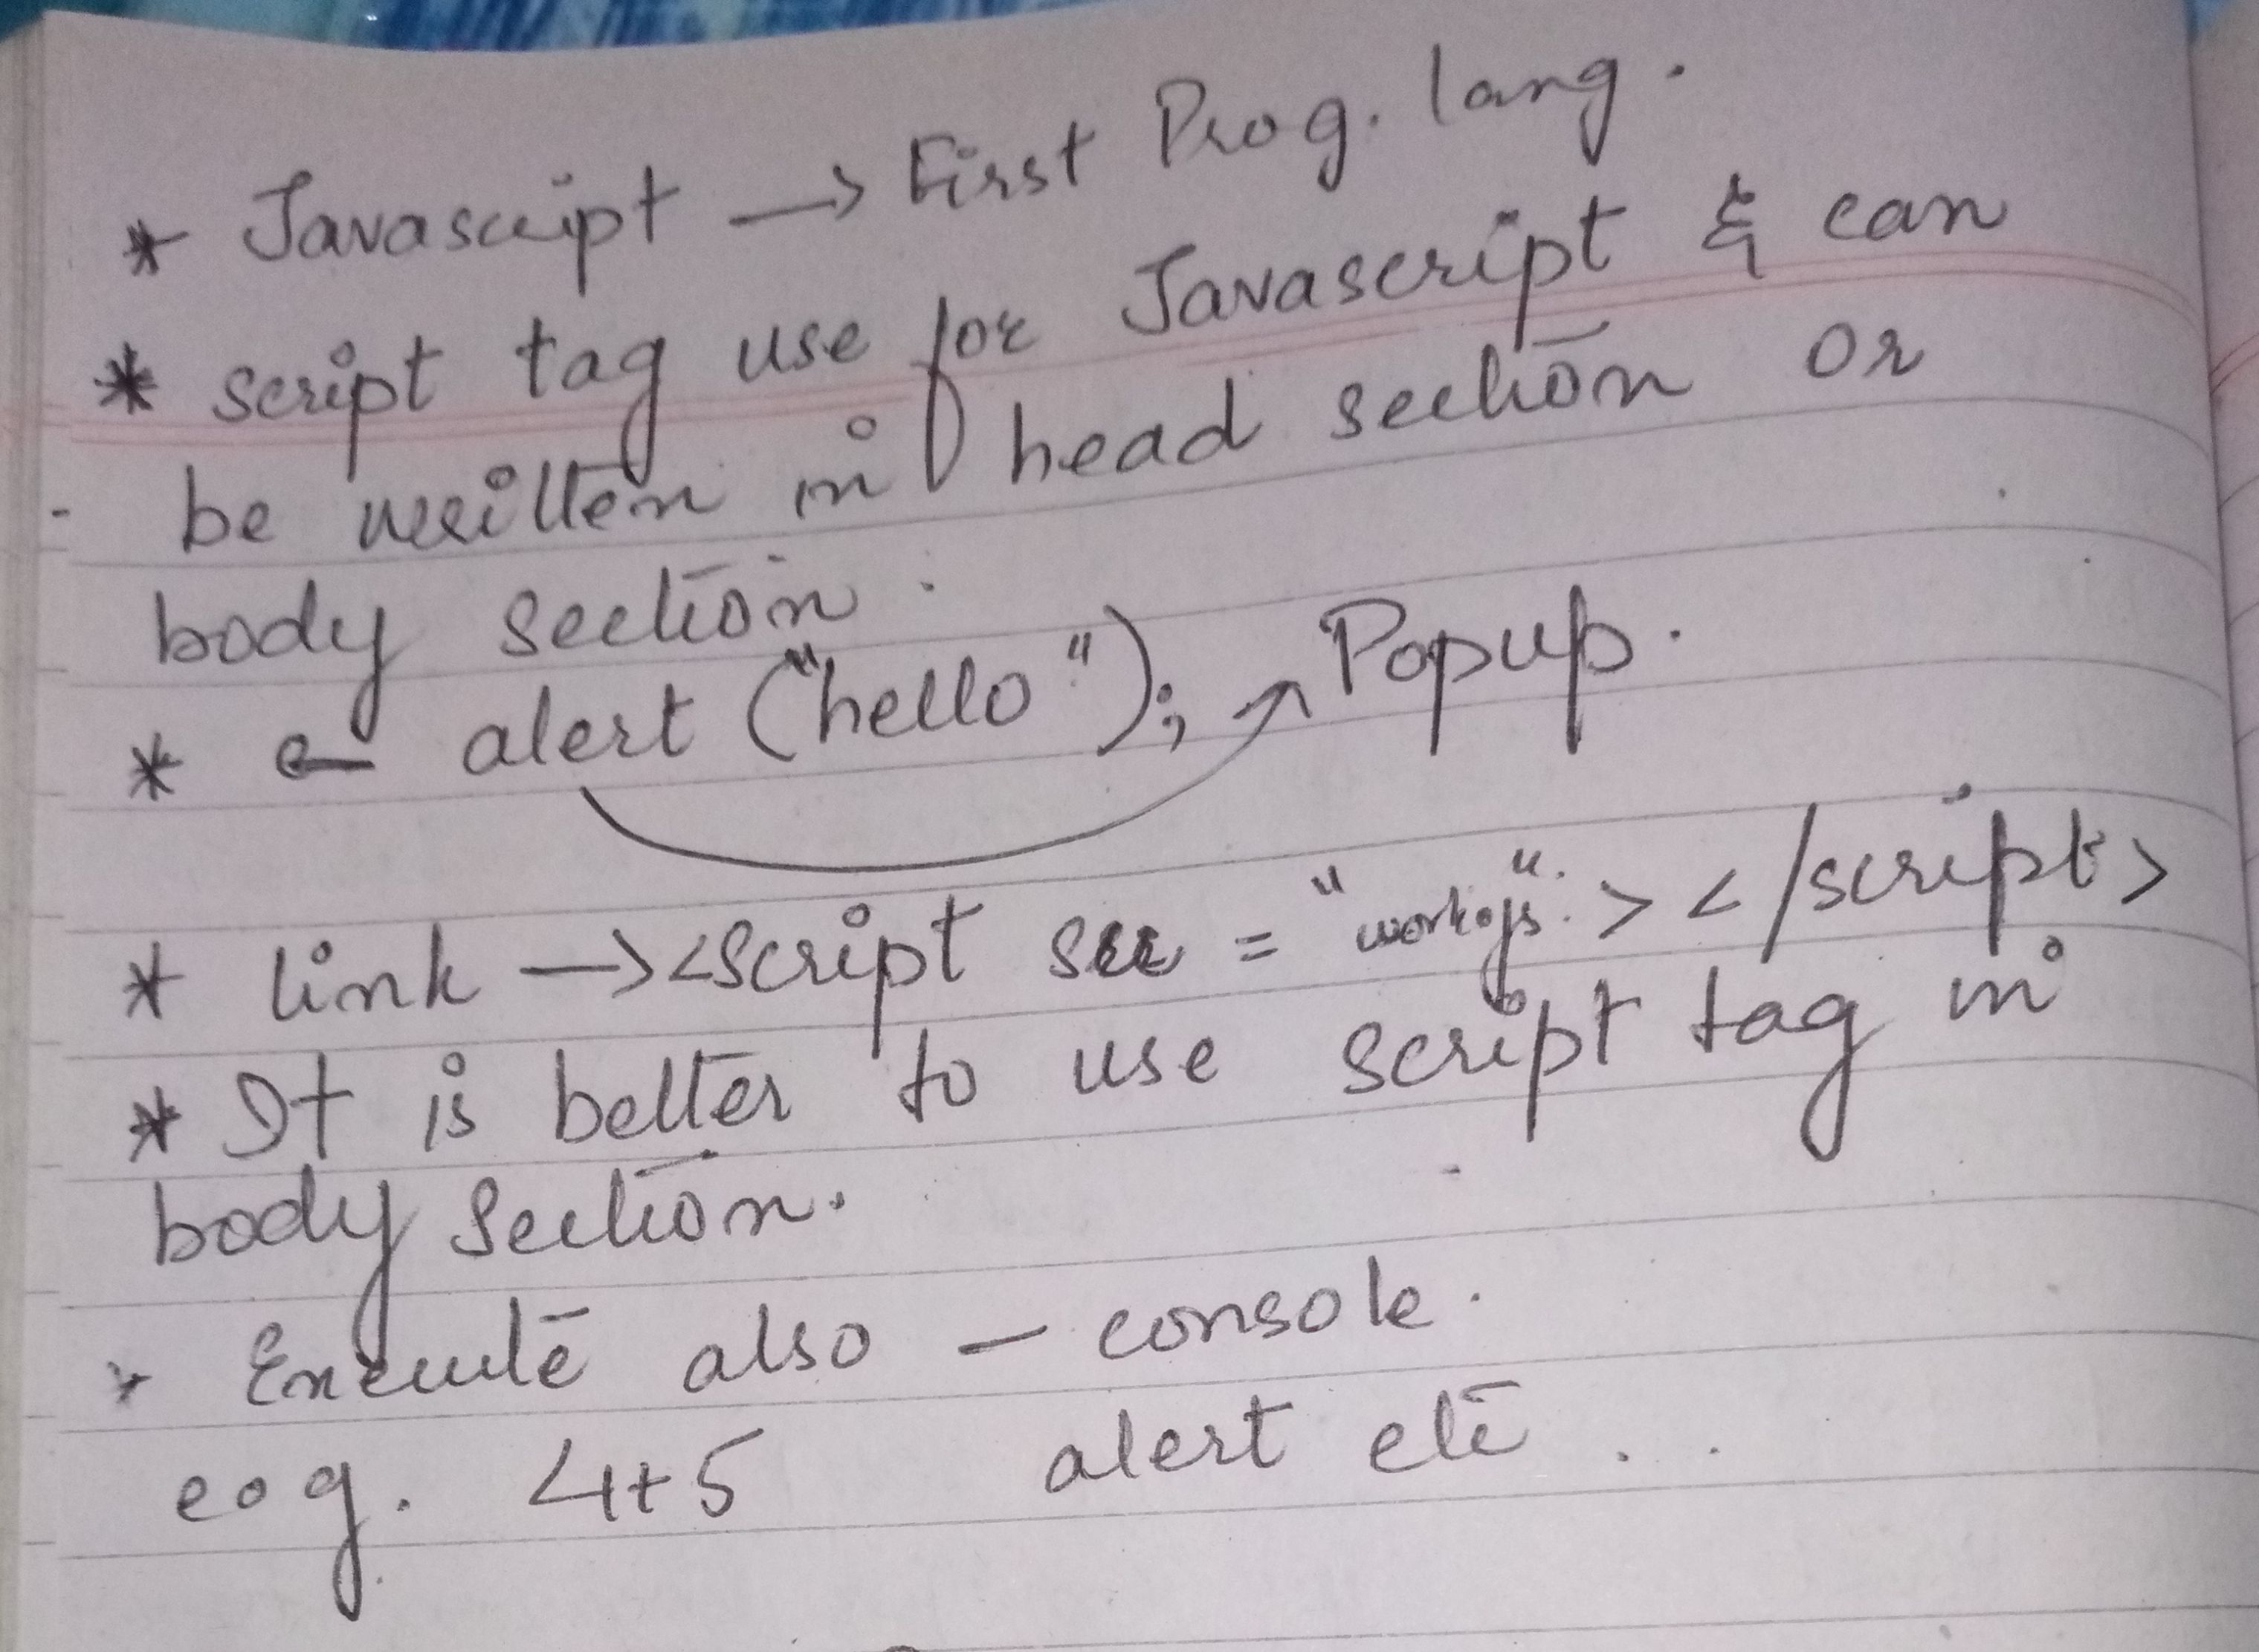 * Javascript → First Prog. lang.
* script tag use for Javascript & can
be written in head section or
body section.
* alert ("hello"); Popup.
* link → <script src = "work.js"> </script>
* It is better to use script tag in
body section.
* Execute also - console.
e.g. 4+5 alert etc ..